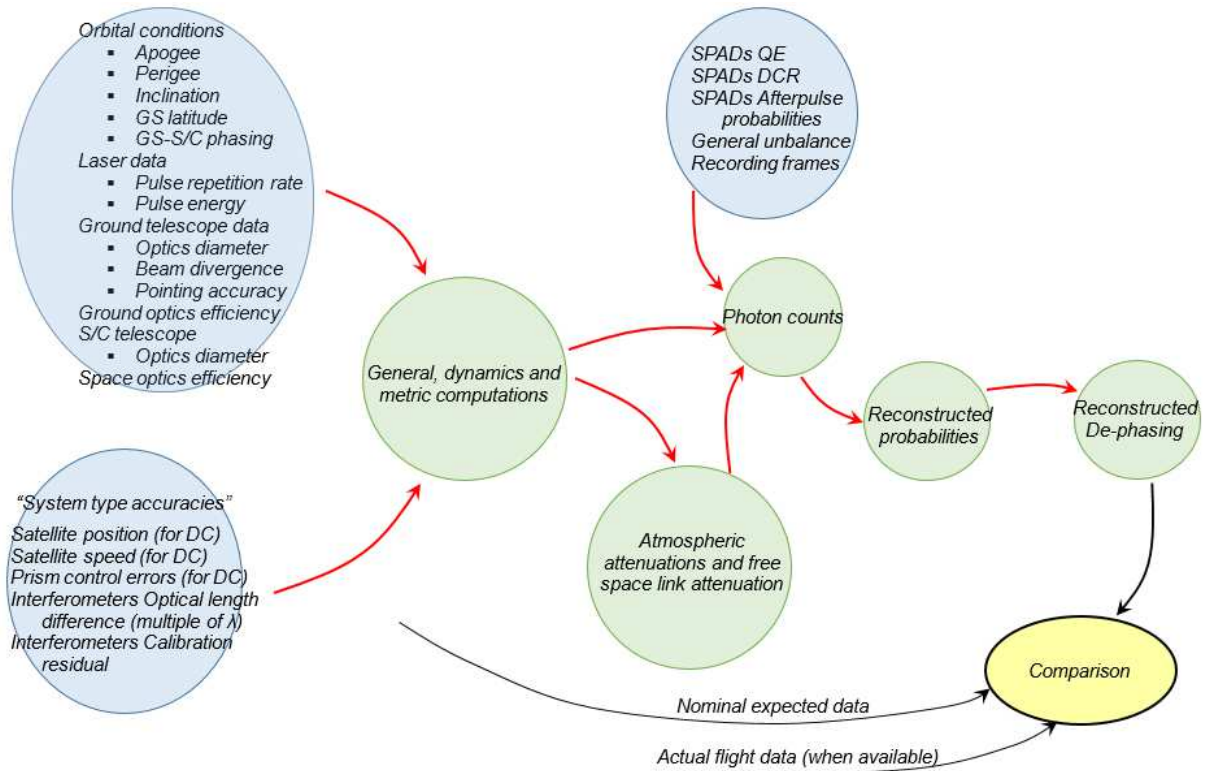 Orbital conditions
▪ Apogee
▪ Perigee
▪ Inclination
▪ GS latitude
▪ GS-S/C phasing
Laser data
▪ Pulse repetition rate
▪ Pulse energy
Ground telescope data
▪ Optics diameter
▪ Beam divergence
▪ Pointing accuracy
Ground optics efficiency
S/C telescope
▪ Optics diameter
Space optics efficiency
SPADs QE
SPADs DCR
SPADs Afterpulse
probabilities
General unbalance
Recording frames
"System type accuracies"
Satellite position (for DC)
Satellite speed (for DC)
Prism control errors (for DC)
Interferometers Optical length
difference (multiple of λ)
Interferometers Calibration
residual
General, dynamics and
metric computations
Photon counts
Atmospheric
attenuations and free
space link attenuation
Reconstructed
probabilities
Reconstructed
De-phasing
Comparison
Nominal expected data
Actual flight data (when available)